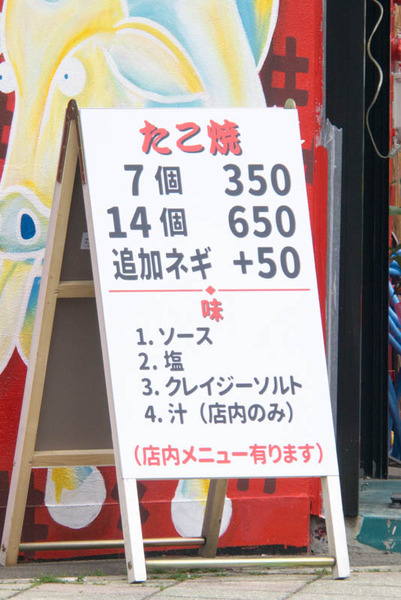 たこ焼
7個 350
14個 650
追加ネギ +50
味
1. ソース
2. 塩
3. クレイジーソルト
4. 汁（店内のみ）
（店内メニュー有ります）